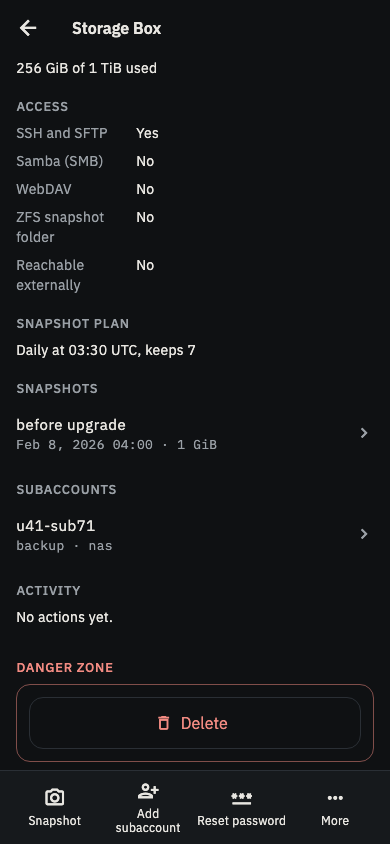 Storage Box
256 GiB of 1 TiB used
ACCESS
SSH and SFTP Yes
Samba (SMB) No
WebDAV No
ZFS snapshot folder No
Reachable externally No
SNAPSHOT PLAN
Daily at 03:30 UTC, keeps 7
SNAPSHOTS
before upgrade
Feb 8, 2026 04:00 · 1 GiB
SUBACCOUNTS
u41-sub71
backup · nas
ACTIVITY
No actions yet.
DANGER ZONE
Delete
Snapshot
Add subaccount
Reset password
More